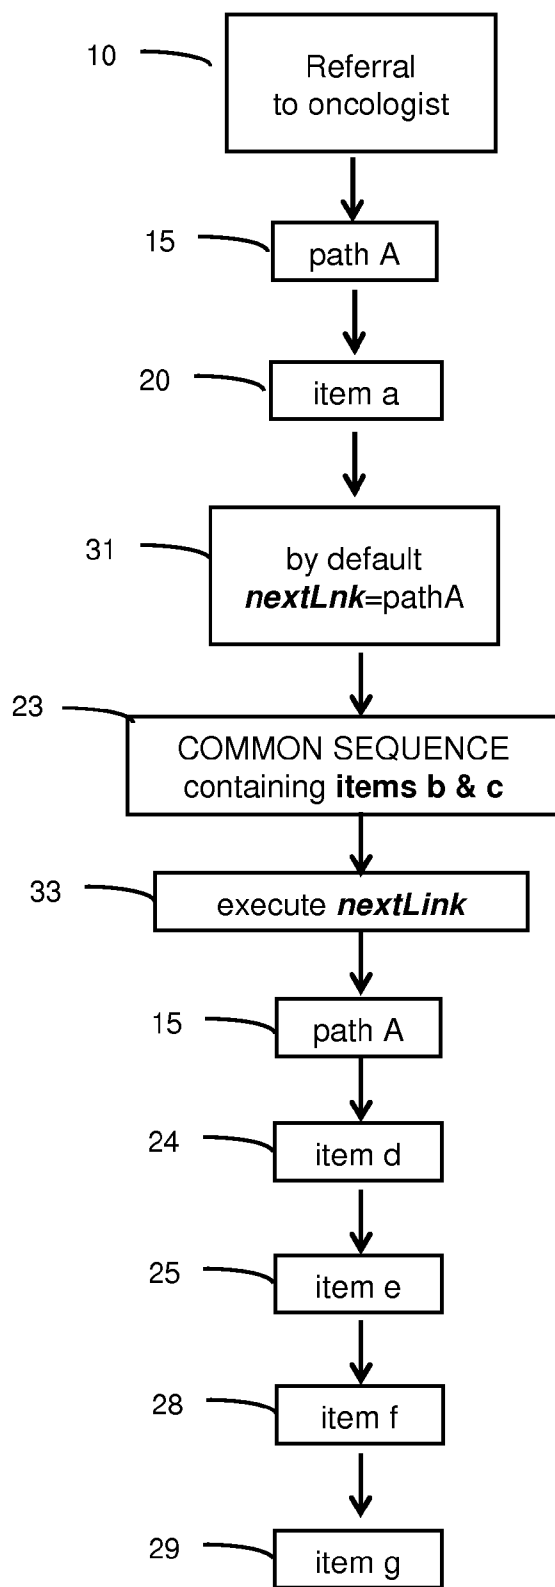 10
Referral
to oncologist
15
path A
20
item a
31
by default
nextLnk=pathA
23
COMMON SEQUENCE
containing items b & c
33
execute nextLink
15
path A
24
item d
25
item e
28
item f
29
item g